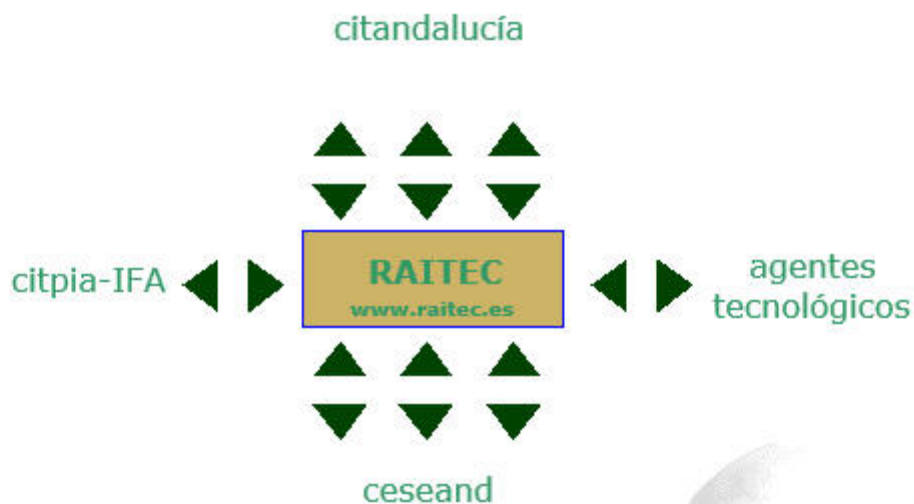 citandalucía
citpia-IFA
RAITEC
www.raitec.es
agentes
tecnológicos
ceseand